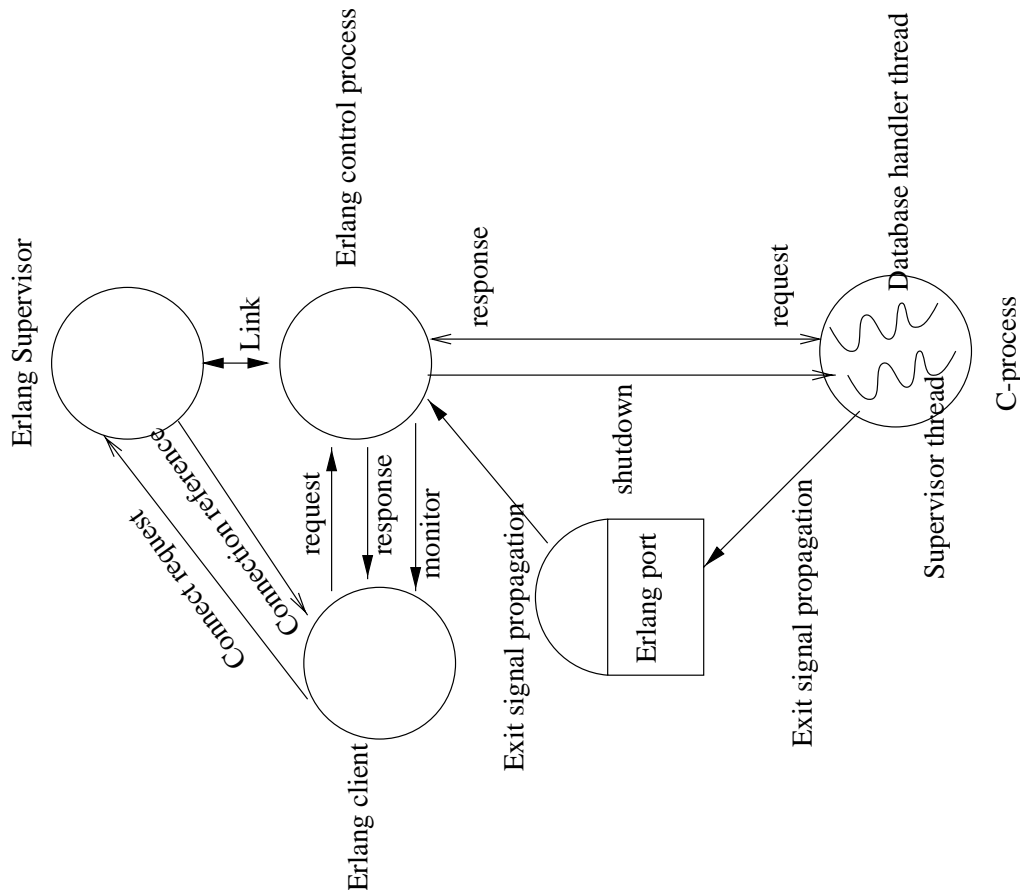 Erlang Supervisor
Erlang control process
Link
Connect request
Connection reference
request
response
monitor
Erlang client
response
request
shutdown
Exit signal propagation
Erlang port
Exit signal propagation
Database handler thread
Supervisor thread
C-process